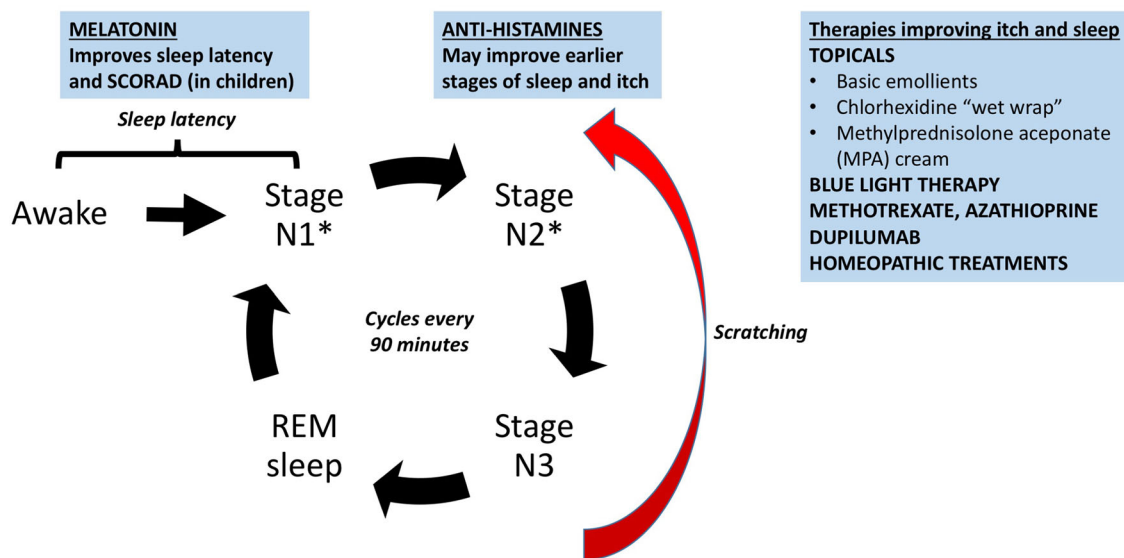 MELATONIN
Improves sleep latency
and SCORAD (in children)
ANTI-HISTAMINES
May improve earlier
stages of sleep and itch
Therapies improving itch and sleep
TOPICALS
• Basic emollients
• Chlorhexidine “wet wrap”
• Methylprednisolone aceponate
(MPA) cream
BLUE LIGHT THERAPY
METHOTREXATE, AZATHIOPRINE
DUPILUMAB
HOMEOPATHIC TREATMENTS
Sleep latency
Awake
Stage
N1*
Stage
N2*
Cycles every
90 minutes
Scratching
REM
sleep
Stage
N3